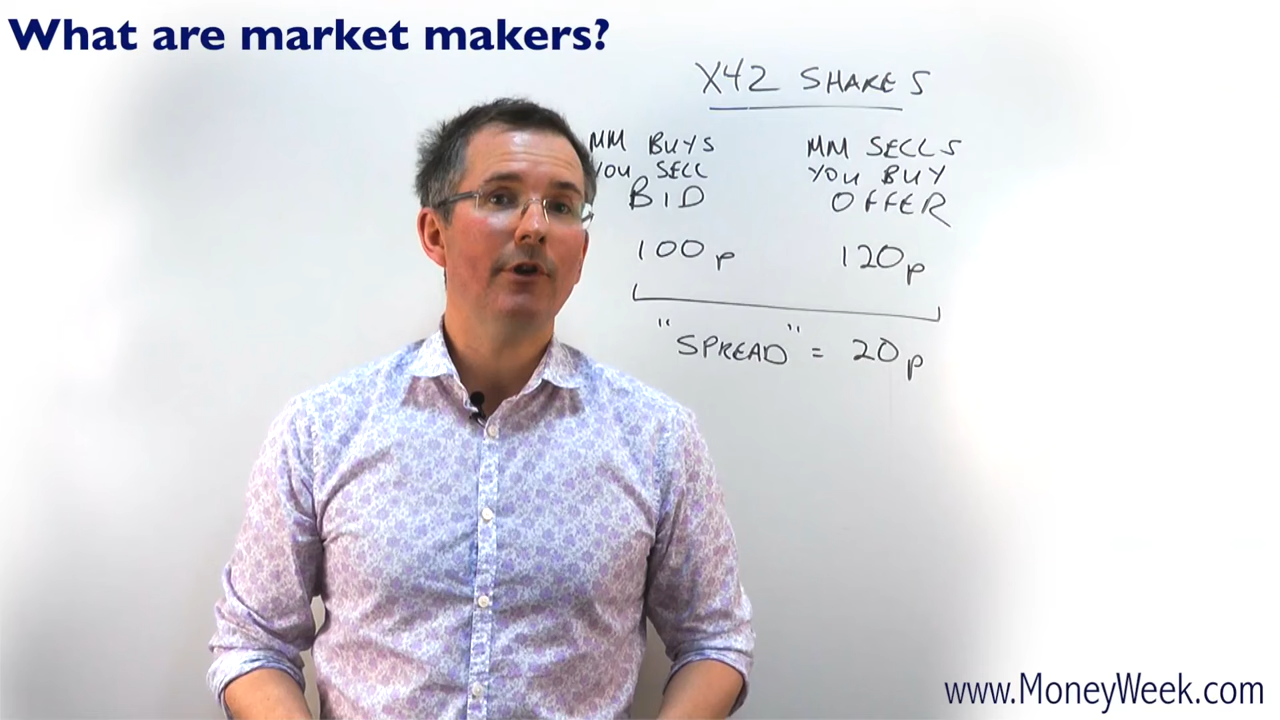 What are market makers?
X42 SHARES
MM BUYS
YOU SELL
BID
100p
MM SELLS
YOU BUY
OFFER
120p
"SPREAD" = 20p
www.MoneyWeek.com